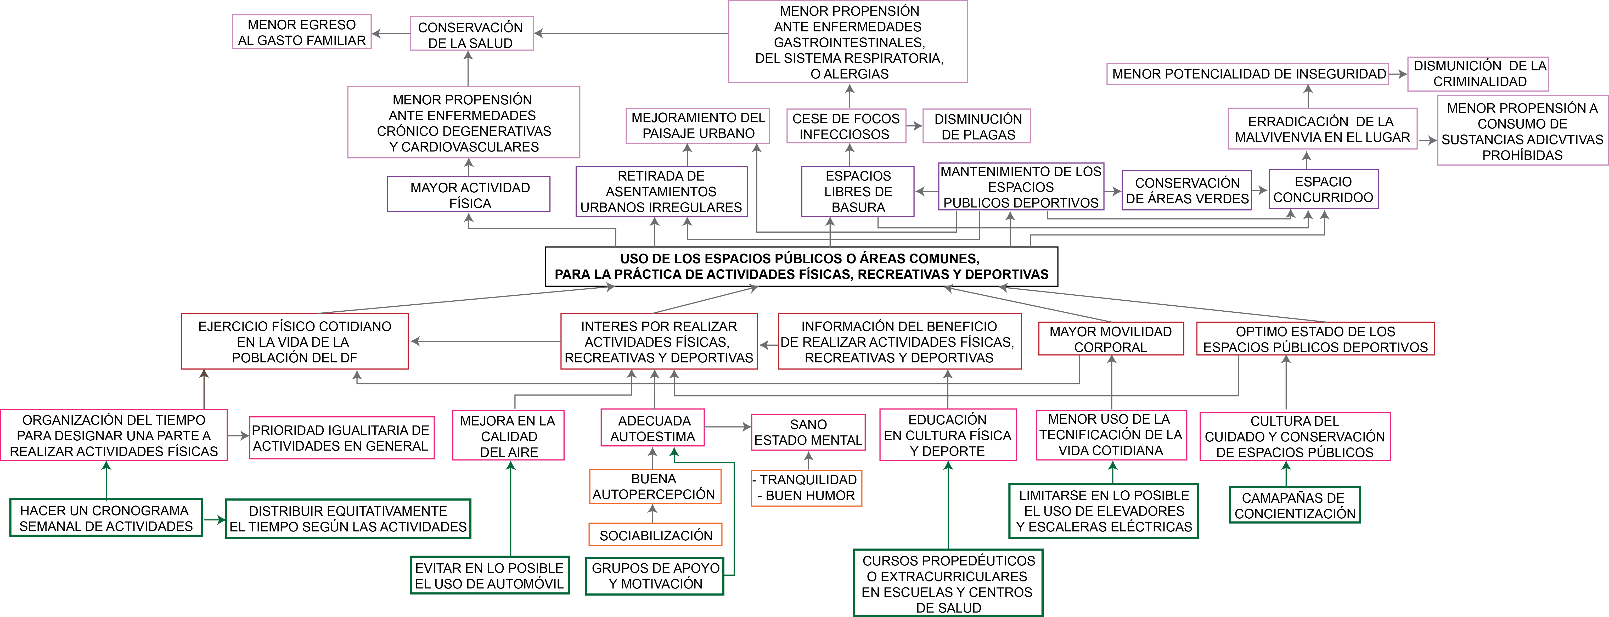 MENOR EGRESO
AL GASTO FAMILIAR
CONSERVACIÓN
DE LA SALUD
MENOR PROPENSIÓN
ANTE ENFERMEDADES
GASTROINTESTINALES,
DEL SISTEMA RESPIRATORIA,
O ALERGIAS
MENOR POTENCIALIDAD DE INSEGURIDAD
DISMUNICIÓN DE LA
CRIMINALIDAD
MENOR PROPENSIÓN
ANTE ENFERMEDADES
CRÓNICO DEGENERATIVAS
Y CARDIOVASCULARES
MEJORAMIENTO DEL
PAISAJE URBANO
CESE DE FOCOS
INFECCIOSOS
DISMINUCIÓN
DE PLAGAS
ERRADICACIÓN DE LA
MALVIVENVIA EN EL LUGAR
MENOR PROPENSIÓN A
CONSUMO DE
SUSTANCIAS ADICVTIVAS
PROHÍBIDAS
MAYOR ACTIVIDAD
FÍSICA
RETIRADA DE
ASENTAMIENTOS
URBANOS IRREGULARES
ESPACIOS
LIBRES DE
BASURA
MANTENIMIENTO DE LOS
ESPACIOS
PUBLICOS DEPORTIVOS
CONSERVACIÓN
DE ÁREAS VERDES
ESPACIO
CONCURRIDOO
USO DE LOS ESPACIOS PÚBLICOS O ÁREAS COMUNES,
PARA LA PRÁCTICA DE ACTIVIDADES FÍSICAS, RECREATIVAS Y DEPORTIVAS
EJERCICIO FÍSICO COTIDIANO
EN LA VIDA DE LA
POBLACIÓN DEL DF
INTERES POR REALIZAR
ACTIVIDADES FÍSICAS,
RECREATIVAS Y DEPORTIVAS
INFORMACIÓN DEL BENEFICIO
DE REALIZAR ACTIVIDADES FÍSICAS,
RECREATIVAS Y DEPORTIVAS
MAYOR MOVILIDAD
CORPORAL
OPTIMO ESTADO DE LOS
ESPACIOS PÚBLICOS DEPORTIVOS
ORGANIZACIÓN DEL TIEMPO
PARA DESIGNAR UNA PARTE A
REALIZAR ACTIVIDADES FÍSICAS
PRIORIDAD IGUALITARIA DE
ACTIVIDADES EN GENERAL
MEJORA EN LA
CALIDAD
DEL AIRE
ADECUADA
AUTOESTIMA
SANO
ESTADO MENTAL
EDUCACIÓN
EN CULTURA FÍSICA
Y DEPORTE
MENOR USO DE LA
TECNIFICACIÓN DE LA
VIDA COTIDIANA
CULTURA DEL
CUIDADO Y CONSERVACIÓN
DE ESPACIOS PÚBLICOS
BUENA
AUTOPERCEPCIÓN
- TRANQUILIDAD
- BUEN HUMOR
HACER UN CRONOGRAMA
SEMANAL DE ACTIVIDADES
DISTRIBUIR EQUITATIVAMENTE
EL TIEMPO SEGÚN LAS ACTIVIDADES
SOCIABILIZACIÓN
LIMITARSE EN LO POSIBLE
EL USO DE ELEVADORES
Y ESCALERAS ELÉCTRICAS
CAMAPAÑAS DE
CONCIENTIZACIÓN
EVITAR EN LO POSIBLE
EL USO DE AUTOMÓVIL
GRUPOS DE APOYO
Y MOTIVACIÓN
CURSOS PROPEDÉUTICOS
O EXTRACURRICULARES
EN ESCUELAS Y CENTROS
DE SALUD